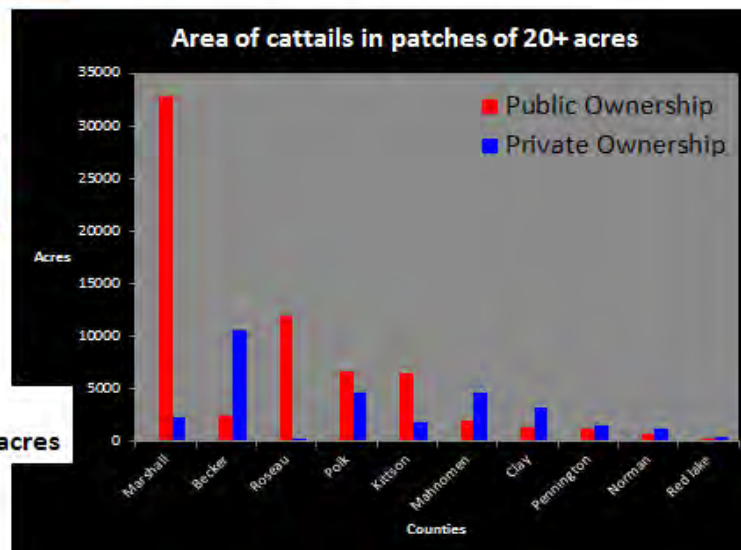 Area of cattails in patches of 20+ acres
35000
30000
25000
20000
15000
10000
5000
0
Acres
Public Ownership
Private Ownership
acres
Marshall
Becker
Roseau
Polk
Kittson
Mahnomen
Clay
Pennington
Norman
Red lake
Counties